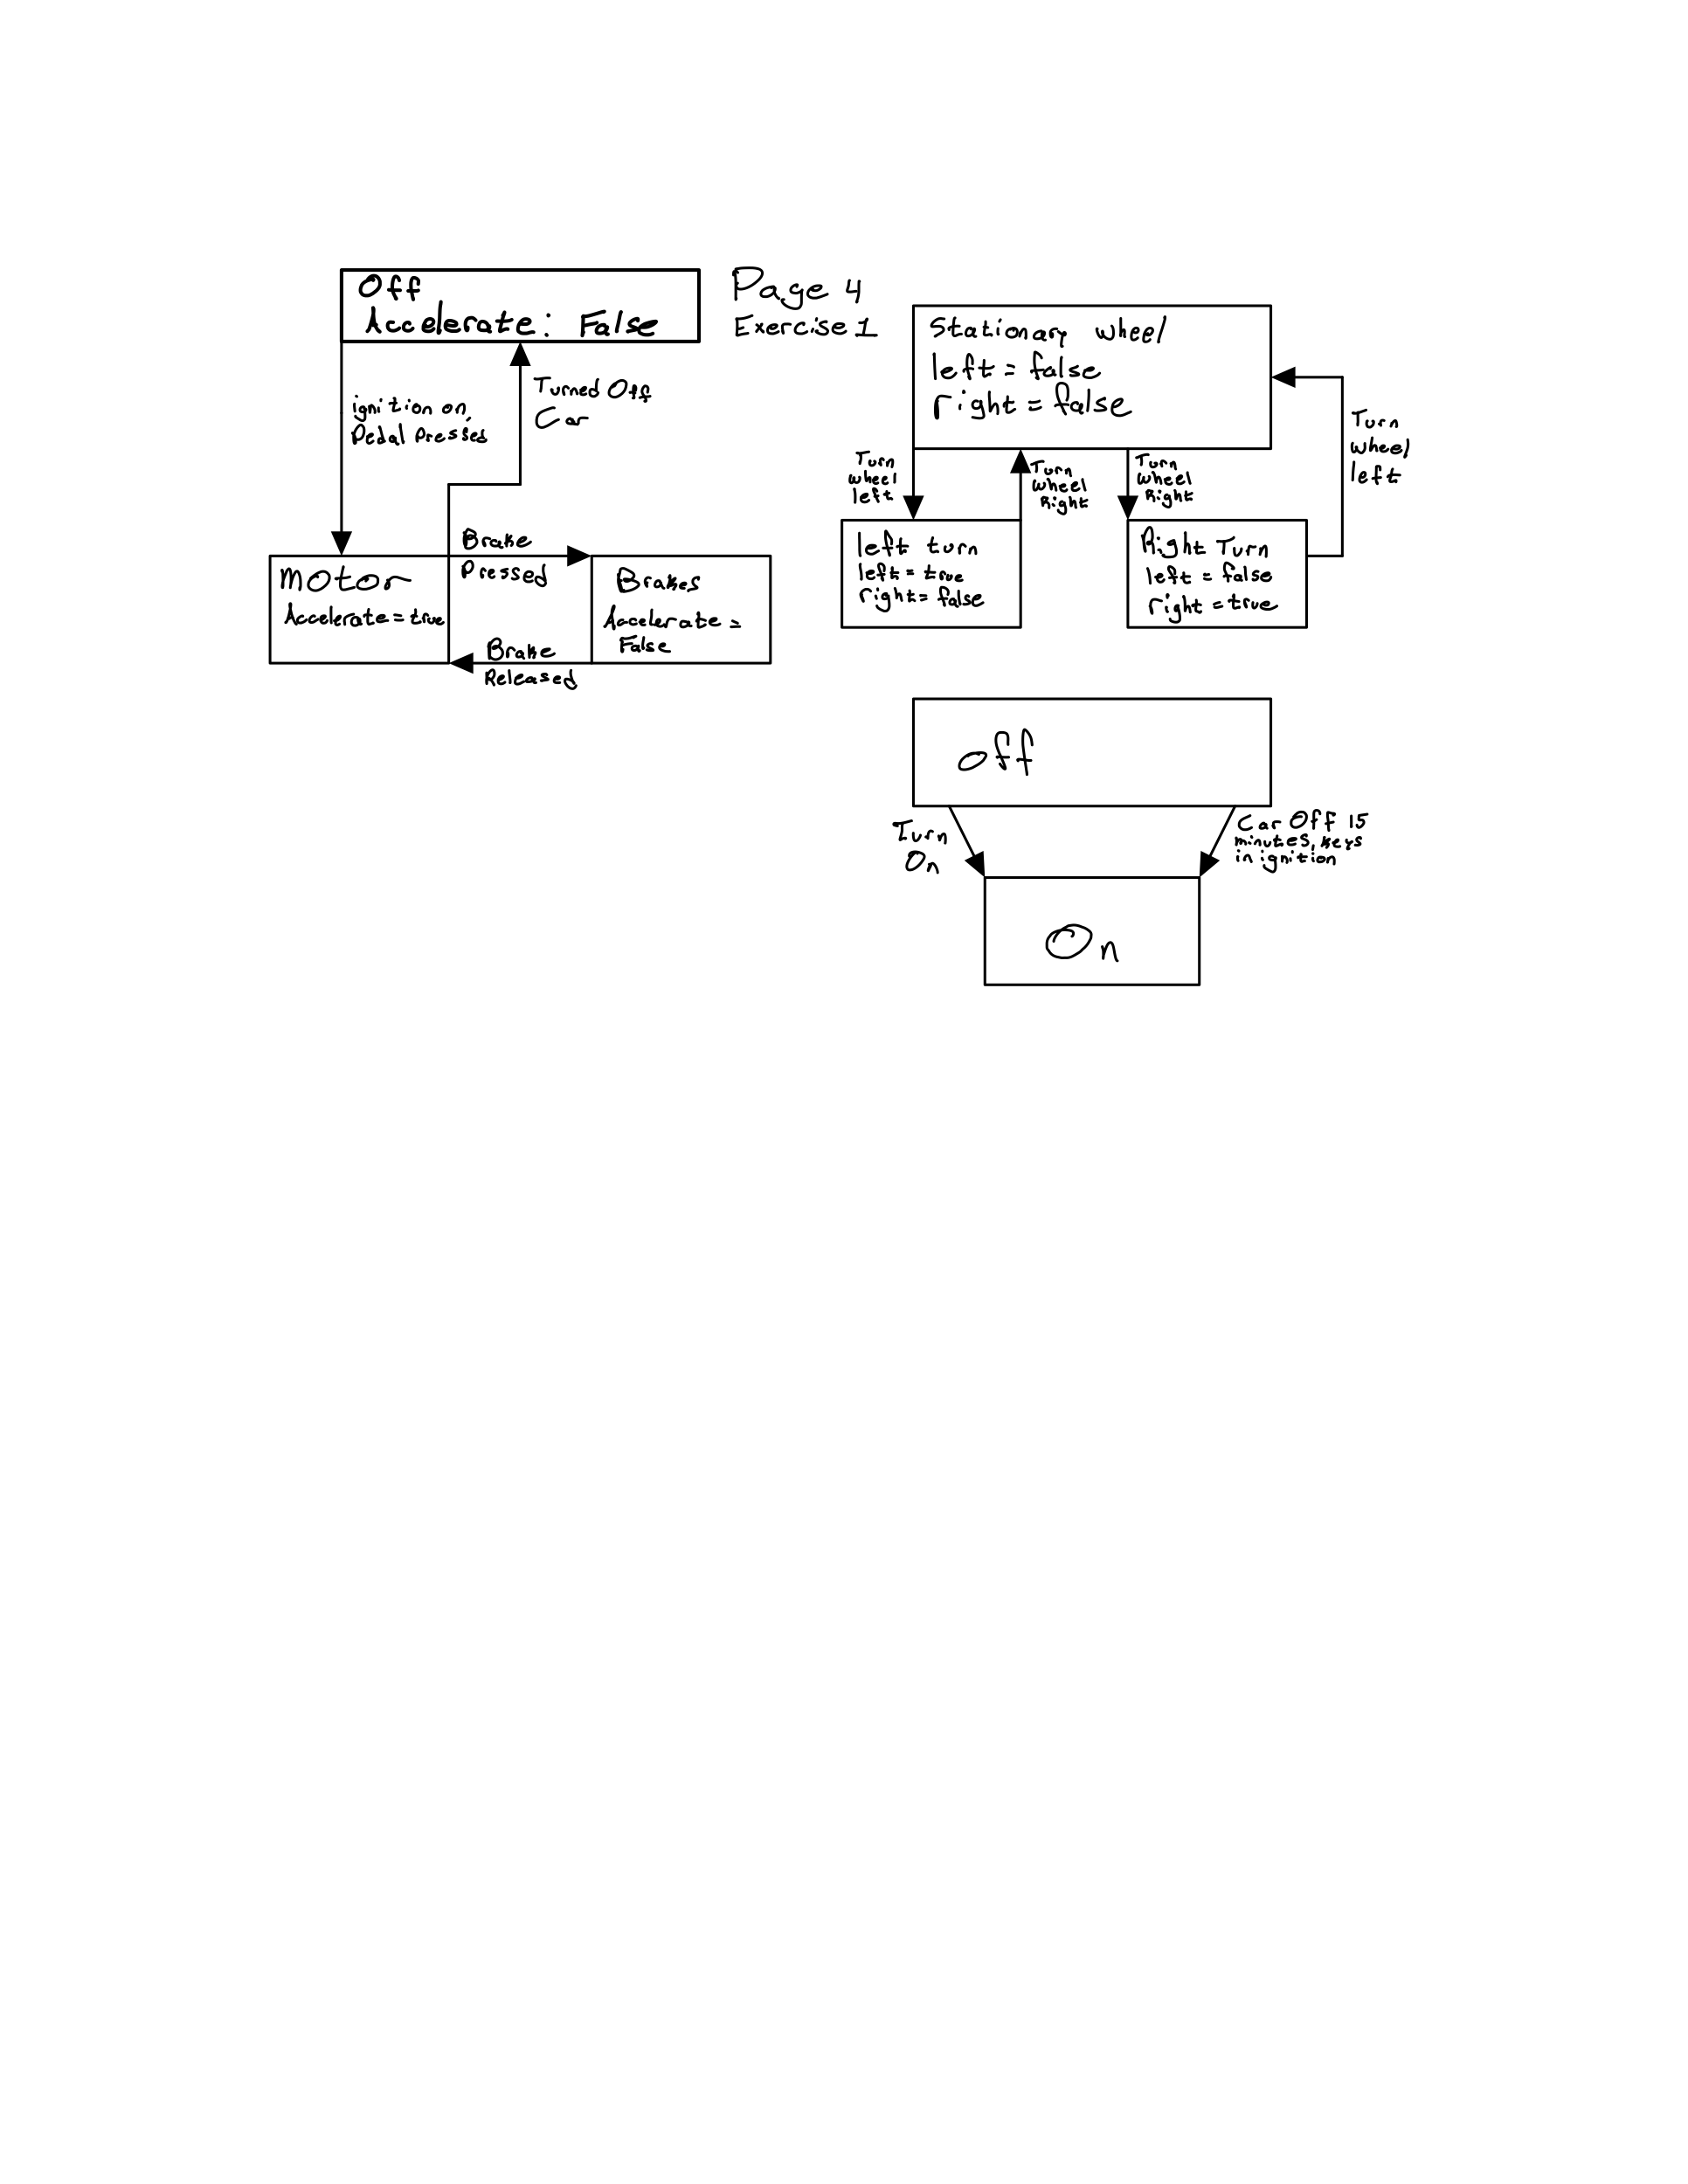 Off
Accelerate: False
Page 4
Exercise 1
ignition on,
Pedal pressed
Turned Off
Car
Motor
Accelerate = true
Brake
Pressed
Brakes
Accelerate =
False
Brake
Released
Stationary wheel
left = false
right = false
Turn
wheel
left
Turn
wheel
Right
Turn
wheel
Right
Turn
wheel
left
left turn
left = true
right = false
Right Turn
left = false
right = true
off
Turn
On
Car Off 15
minutes, keys
in ignition
On